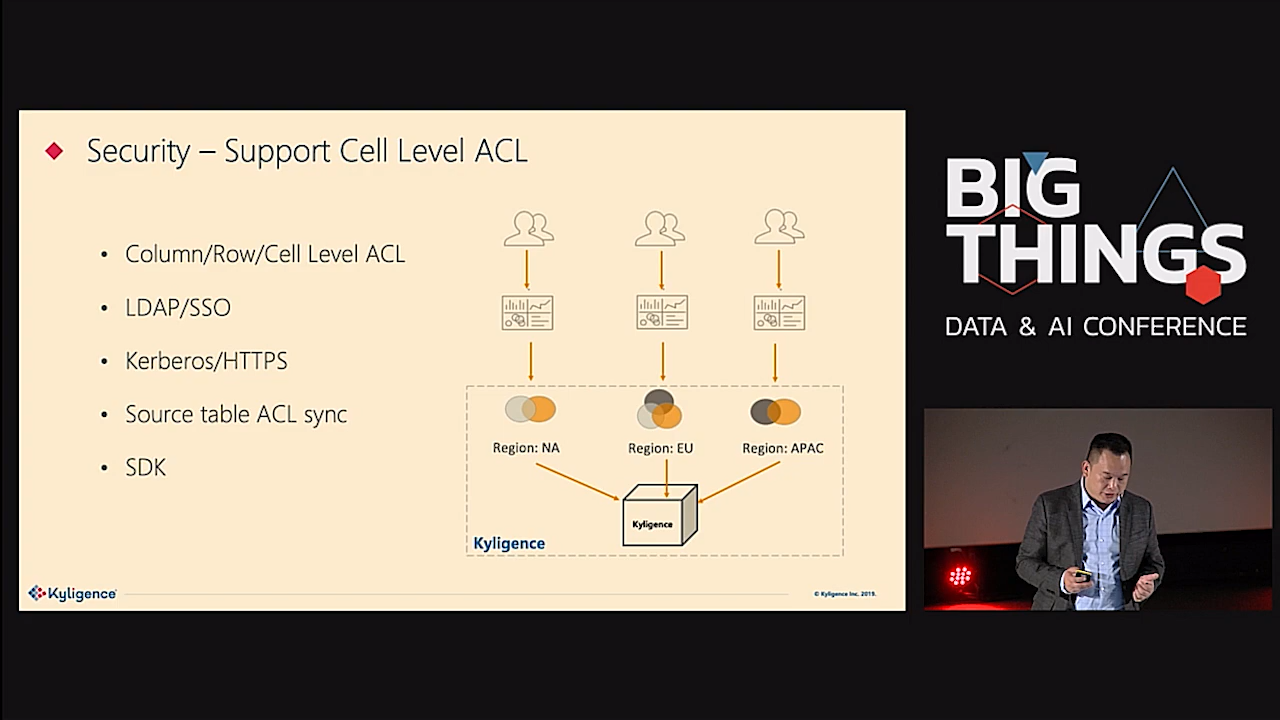 Security – Support Cell Level ACL
• Column/Row/Cell Level ACL
• LDAP/SSO
• Kerberos/HTTPS
• Source table ACL sync
• SDK
Region: NA
Region: EU
Region: APAC
Kyligence
Kyligence
Kyligence
© Kyligence Inc. 2019.
BIG
THINGS
DATA & AI CONFERENCE